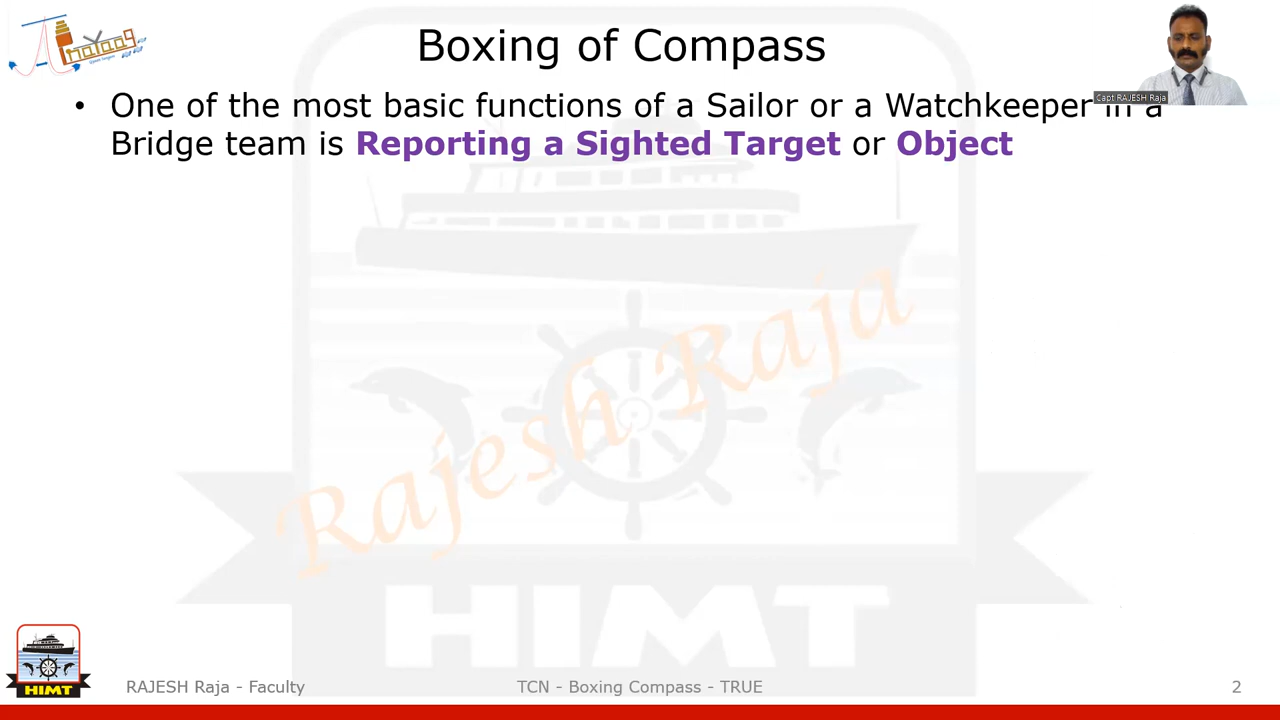 Boxing of Compass
Capt RAJESH Raja
• One of the most basic functions of a Sailor or a Watchkeeper in a
Bridge team is Reporting a Sighted Target or Object
Rajesh Raja
HIMT
HIMT
RAJESH Raja - Faculty
TCN - Boxing Compass - TRUE
2